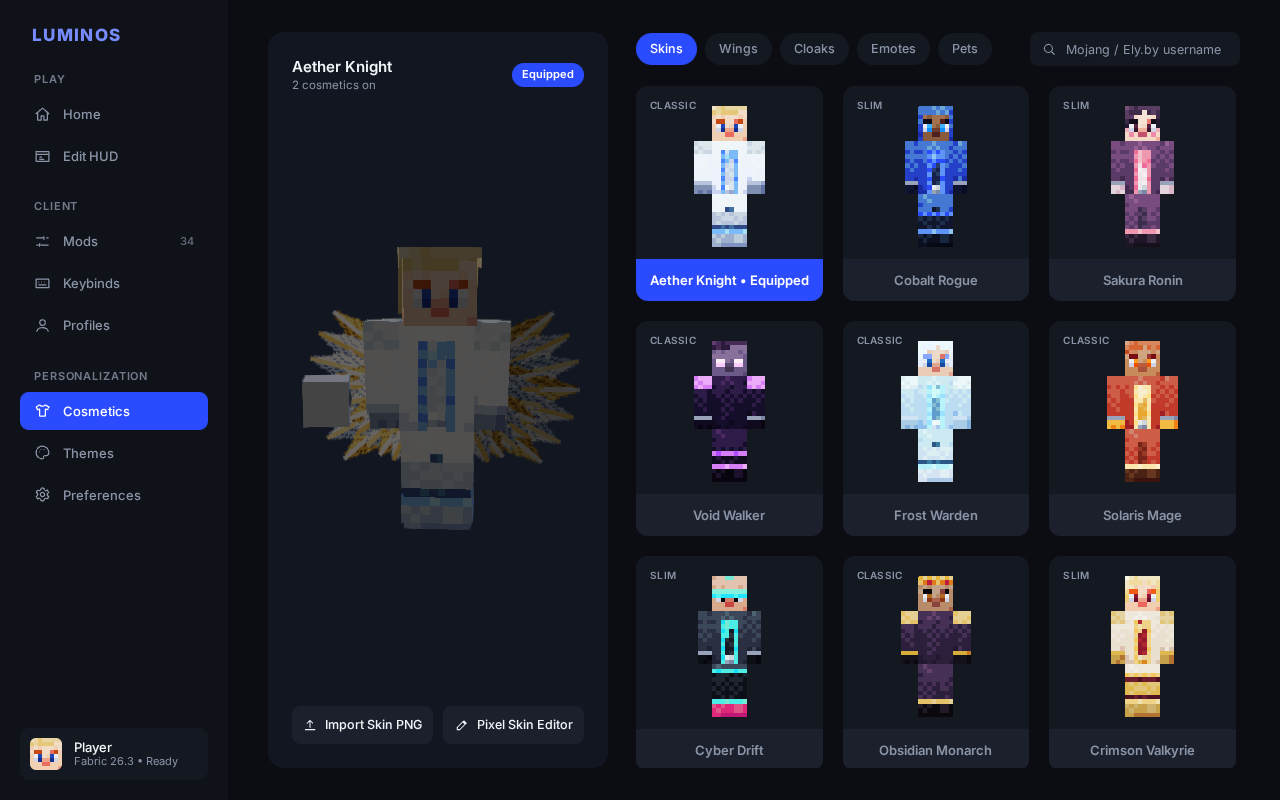 LUMINOS
PLAY
Home
Edit HUD
CLIENT
Mods 34
Keybinds
Profiles
PERSONALIZATION
Cosmetics
Themes
Preferences
Player
Fabric 26.3 • Ready
Aether Knight
2 cosmetics on
Equipped
Import Skin PNG
Pixel Skin Editor
Skins Wings Cloaks Emotes Pets
Mojang / Ely.by username
CLASSIC
Aether Knight • Equipped
SLIM
Cobalt Rogue
SLIM
Sakura Ronin
CLASSIC
Void Walker
CLASSIC
Frost Warden
CLASSIC
Solaris Mage
SLIM
Cyber Drift
CLASSIC
Obsidian Monarch
SLIM
Crimson Valkyrie